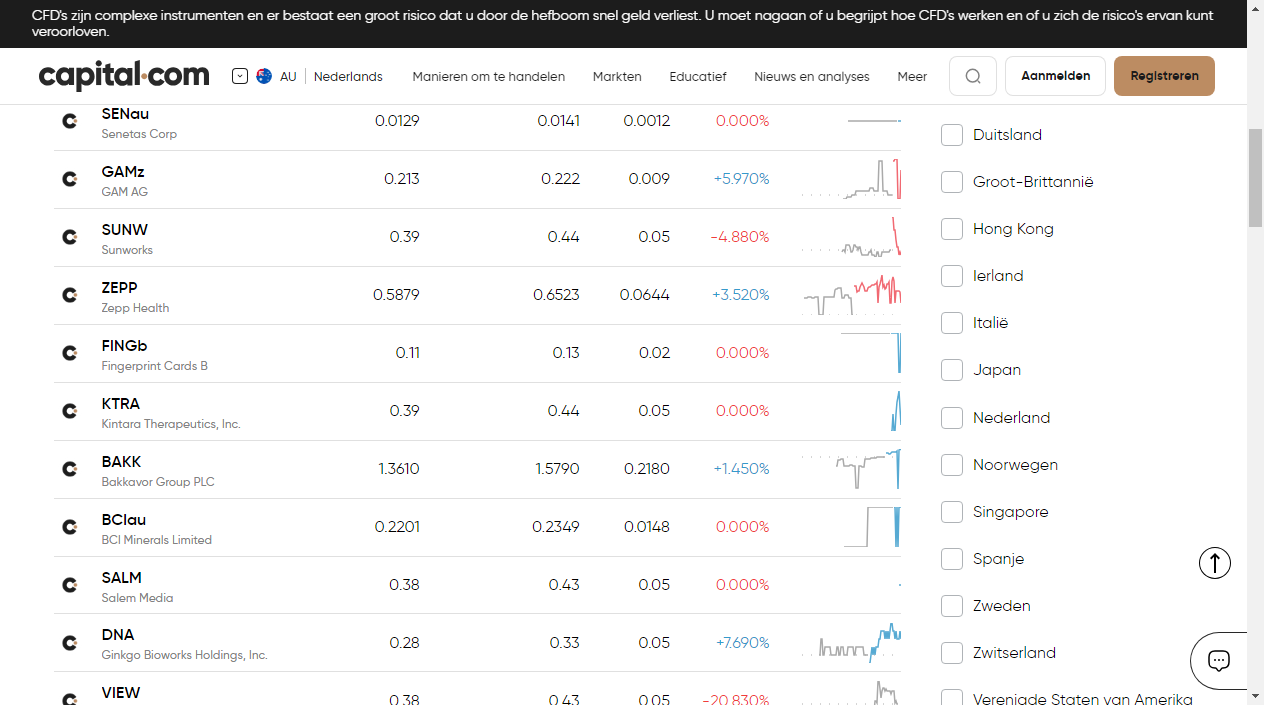 CFD's zijn complexe instrumenten en er bestaat een groot risico dat u door de hefboom snel geld verliest. U moet nagaan of u begrijpt hoe CFD's werken en of u zich de risico's ervan kunt
veroorloven.
capital.com AU Nederlands Manieren om te handelen Markten Educatief Nieuws en analyses Meer Aanmelden Registreren
SENau 0.0129 0.0141 0.0012 0.000%
Senetas Corp
GAMz 0.213 0.222 0.009 +5.970%
GAM AG
SUNW 0.39 0.44 0.05 -4.880%
Sunworks
ZEPP 0.5879 0.6523 0.0644 +3.520%
Zepp Health
FINGb 0.11 0.13 0.02 0.000%
Fingerprint Cards B
KTRA 0.39 0.44 0.05 0.000%
Kintara Therapeutics, Inc.
BAKK 1.3610 1.5790 0.2180 +1.450%
Bakkavor Group PLC
BCIau 0.2201 0.2349 0.0148 0.000%
BCI Minerals Limited
SALM 0.38 0.43 0.05 0.000%
Salem Media
DNA 0.28 0.33 0.05 +7.690%
Ginkgo Bioworks Holdings, Inc.
VIEW 0.38 0.43 0.05 -20.830%
Duitsland
Groot-Brittannië
Hong Kong
Ierland
Italië
Japan
Nederland
Noorwegen
Singapore
Spanje
Zweden
Zwitserland
Verenigde Staten van Amerika